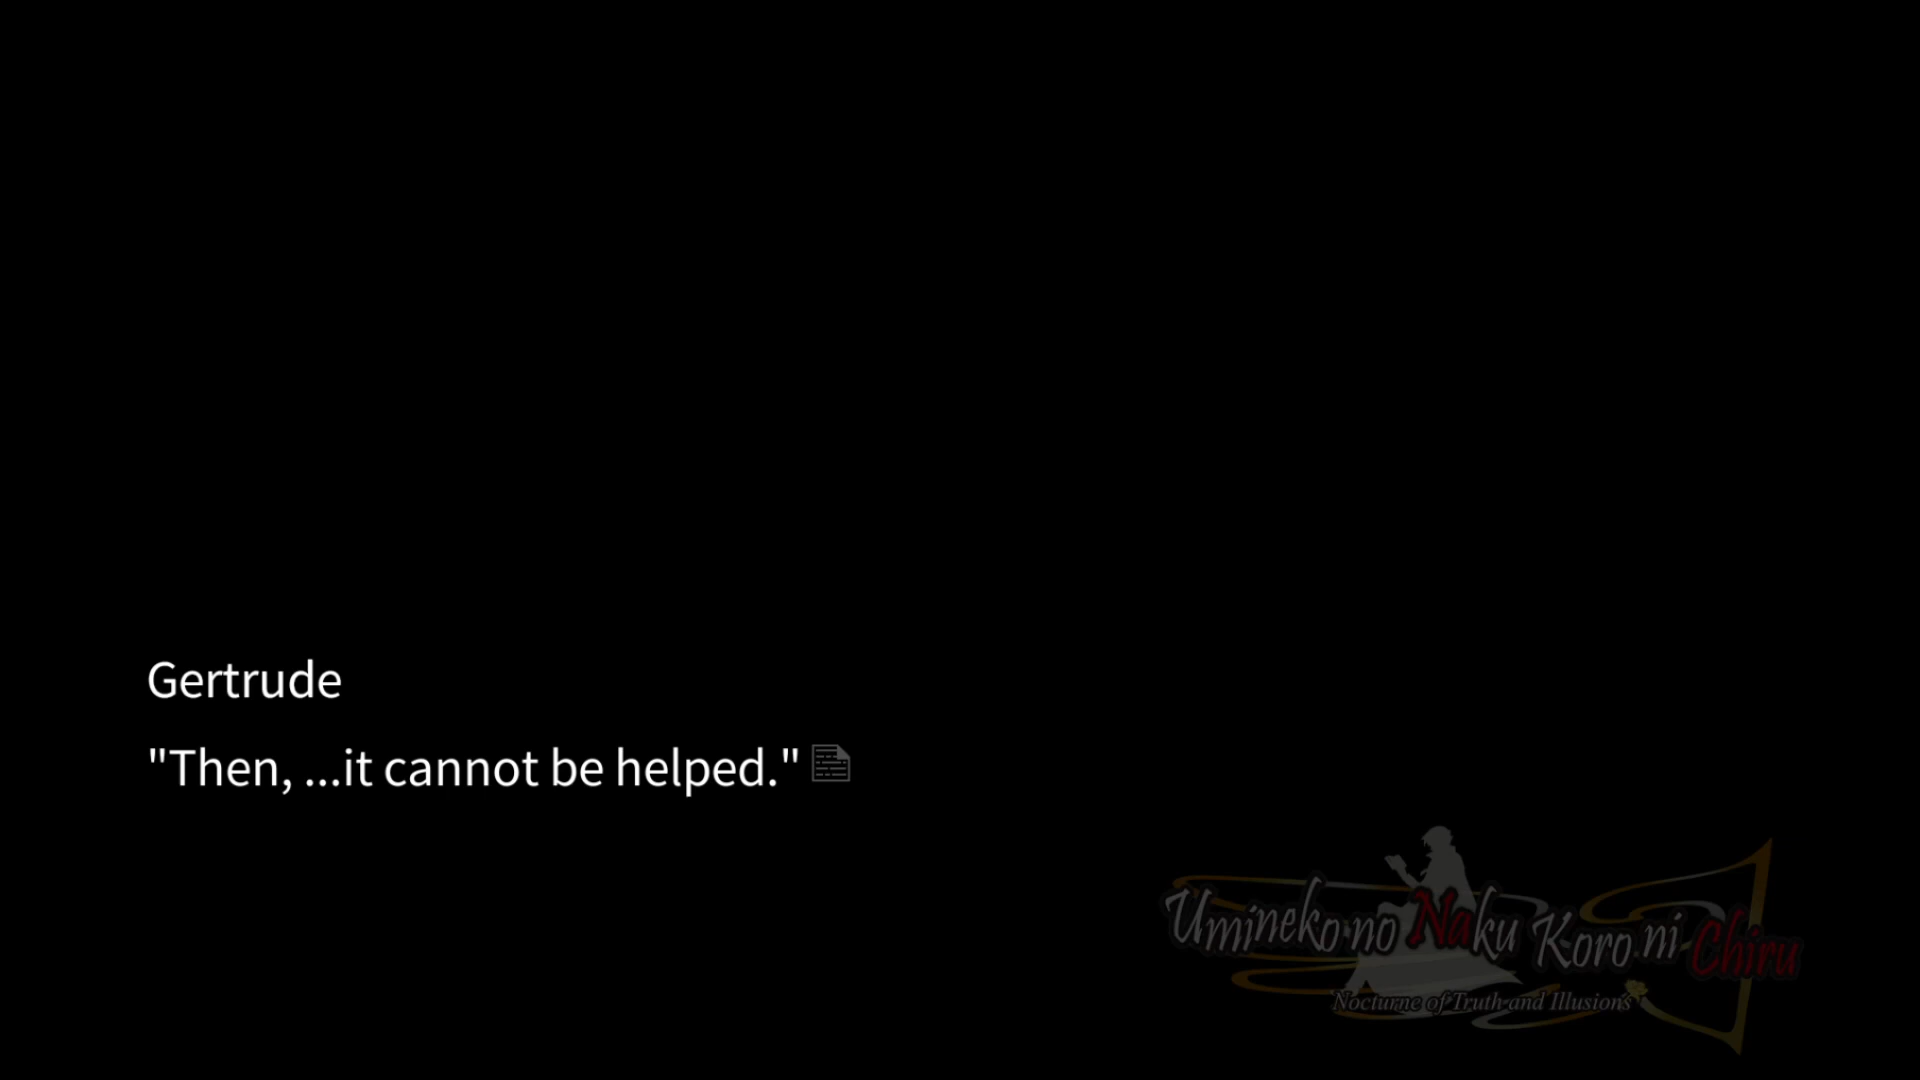 Gertrude
"Then, ...it cannot be helped."
Umineko no Naku Koro ni Chiru
Nocturne of Truth and Illusions